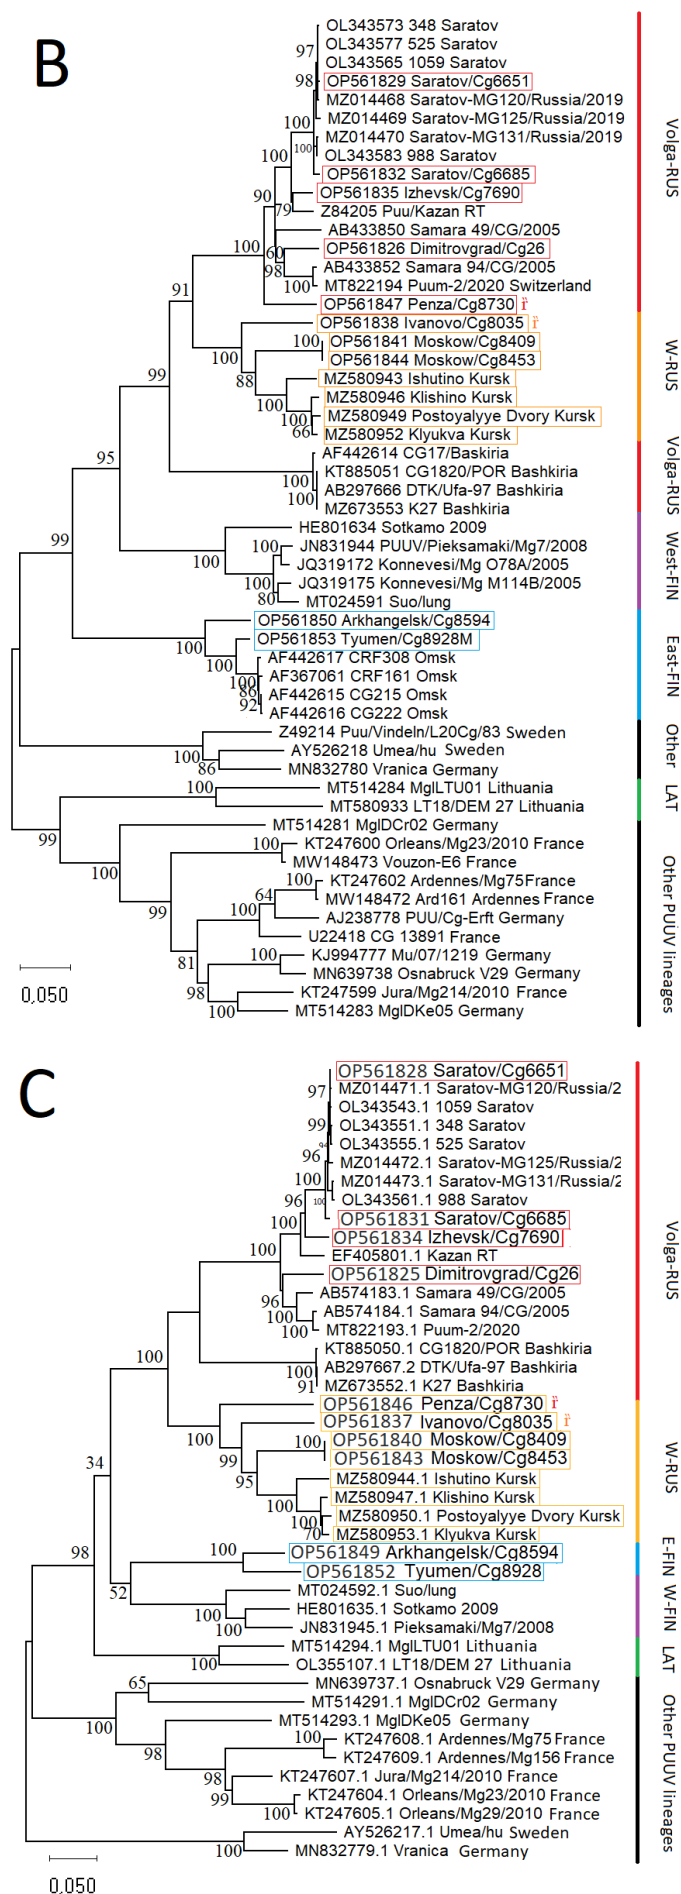 B
OL343573 348 Saratov
97
OL343577 525 Saratov
OL343565 1059 Saratov
98
OP561829 Saratov/Cg6651
MZ014468 Saratov-MG120/Russia/2019
MZ014469 Saratov-MG125/Russia/2019
100
MZ014470 Saratov-MG131/Russia/2019
100
OL343583 988 Saratov
100
OP561832 Saratov/Cg6685
90
OP561835 Izhevsk/Cg7690
79
Z84205 Puu/Kazan RT
AB433850 Samara 49/CG/2005
100
60
OP561826 Dimitrovgrad/Cg26
98
AB433852 Samara 94/CG/2005
100
MT822194 Puum-2/2020 Switzerland
91
OP561847 Penza/Cg8730 r̈
OP561838 Ivanovo/Cg8035 r̈
100
OP561841 Moskow/Cg8409
100
OP561844 Moskow/Cg8453
99
88
MZ580943 Ishutino Kursk
100
MZ580946 Klishino Kursk
100
MZ580949 Postoyalyye Dvory Kursk
66
MZ580952 Klyukva Kursk
95
AF442614 CG17/Baskiria
100
KT885051 CG1820/POR Bashkiria
100
AB297666 DTK/Ufa-97 Bashkiria
MZ673553 K27 Bashkiria
HE801634 Sotkamo 2009
99
100
100
JN831944 PUUV/Pieksamaki/Mg7/2008
JQ319172 Konnevesi/Mg O78A/2005
100
JQ319175 Konnevesi/Mg M114B/2005
80
MT024591 Suo/lung
OP561850 Arkhangelsk/Cg8594
100
OP561853 Tyumen/Cg8928M
100
AF442617 CRF308 Omsk
100
AF367061 CRF161 Omsk
86
AF442615 CG215 Omsk
92
AF442616 CG222 Omsk
Z49214 Puu/Vindeln/L20Cg/83 Sweden
100
AY526218 Umea/hu Sweden
86
MN832780 Vranica Germany
100
MT514284 MglLTU01 Lithuania
MT580933 LT18/DEM 27 Lithuania
99
MT514281 MglDCr02 Germany
100
100
KT247600 Orleans/Mg23/2010 France
MW148473 Vouzon-E6 France
99
100
KT247602 Ardennes/Mg75 France
64
MW148472 Ard161 Ardennes France
100
AJ238778 PUU/Cg-Erft Germany
U22418 CG 13891 France
81
100
KJ994777 Mu/07/1219 Germany
MN639738 Osnabruck V29 Germany
98
KT247599 Jura/Mg214/2010 France
100
MT514283 MglDKe05 Germany
0,050
Volga-RUS
W-RUS
Volga-RUS
West-FIN
East-FIN
Other
LAT
Other PUUV lineages
C
OP561828 Saratov/Cg6651
97
MZ014471.1 Saratov-MG120/Russia/2
OL343543.1 1059 Saratov
99
OL343551.1 348 Saratov
OL343555.1 525 Saratov
96
MZ014472.1 Saratov-MG125/Russia/2
100
MZ014473.1 Saratov-MG131/Russia/2
96
100
OL343561.1 988 Saratov
OP561831 Saratov/Cg6685
100
OP561834 Izhevsk/Cg7690
EF405801.1 Kazan RT
100
OP561825 Dimitrovgrad/Cg26
AB574183.1 Samara 49/CG/2005
96
AB574184.1 Samara 94/CG/2005
100
100
MT822193.1 Puum-2/2020
KT885050.1 CG1820/POR Bashkiria
100
100
AB297667.2 DTK/Ufa-97 Bashkiria
91
MZ673552.1 K27 Bashkiria
OP561846 Penza/Cg8730 r̈
OP561837 Ivanovo/Cg8035 r̈
100
100
OP561840 Moskow/Cg8409
99
OP561843 Moskow/Cg8453
34
95
MZ580944.1 Ishutino Kursk
100
MZ580947.1 Klishino Kursk
100
MZ580950.1 Postoyalyye Dvory Kursk
70
MZ580953.1 Klyukva Kursk
100
OP561849 Arkhangelsk/Cg8594
98
OP561852 Tyumen/Cg8928
52
MT024592.1 Suo/lung
100
HE801635.1 Sotkamo 2009
100
JN831945.1 Pieksamaki/Mg7/2008
MT514294.1 MglLTU01 Lithuania
100
OL355107.1 LT18/DEM 27 Lithuania
65
MN639737.1 Osnabruck V29 Germany
MT514291.1 MglDCr02 Germany
100
MT514293.1 MglDKe05 Germany
100
KT247608.1 Ardennes/Mg75 France
98
KT247609.1 Ardennes/Mg156 France
98
KT247607.1 Jura/Mg214/2010 France
99
KT247604.1 Orleans/Mg23/2010 France
100
KT247605.1 Orleans/Mg29/2010 France
AY526217.1 Umea/hu Sweden
100
MN832779.1 Vranica Germany
0,050
Volga-RUS
W-RUS
E-FIN
W-FIN
LAT
Other PUUV lineages